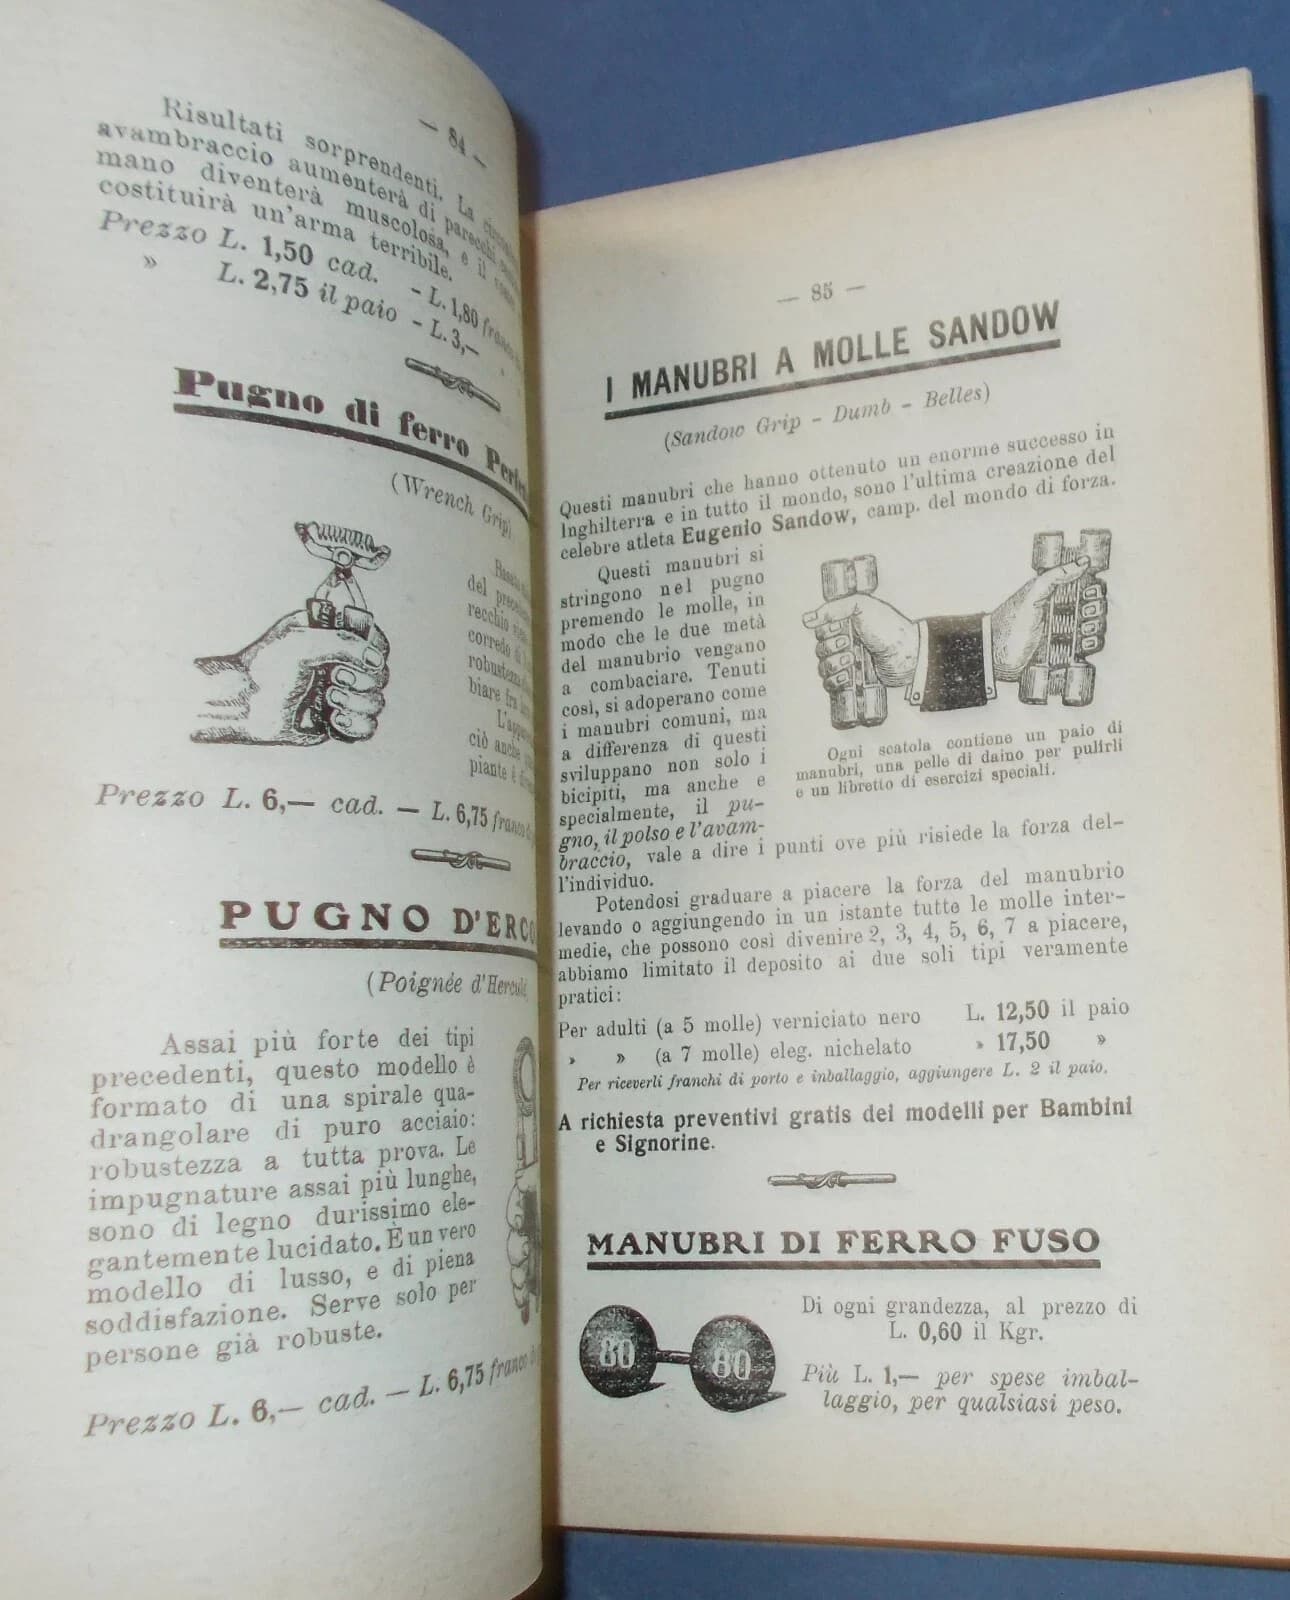 — 84 —
Risultati sorprendenti. La
avambraccio aumenterà di parecchi
mano diventerà muscolosa, e il
costituirà un'arma terribile.
Prezzo L. 1,50 cad. - L. 1,80
» L. 2,75 il paio - L. 3,—
Pugno di ferro
(Wrench Grip)
del
robustezza
biare fra
ciò anche
piante è
Prezzo L. 6,— cad. — L. 6,75 franco
PUGNO D'ERCO
(Poignée d'Hercule
Assai più forte dei tipi
precedenti, questo modello è
formato di una spirale qua-
drangolare di puro acciaio:
robustezza a tutta prova. Le
impugnature assai più lunghe,
sono di legno durissimo ele-
gantemente lucidato. È un vero
modello di lusso, e di piena
soddisfazione. Serve solo per
persone già robuste.
Prezzo L. 6,— cad. — L. 6,75 franco
— 85 —
I MANUBRI A MOLLE SANDOW
(Sandow Grip - Dumb - Belles)
Questi manubri che hanno ottenuto un enorme successo in
Inghilterra e in tutto il mondo, sono l'ultima creazione del
celebre atleta Eugenio Sandow, camp. del mondo di forza.
Questi manubri si
stringono nel pugno
premendo le molle, in
modo che le due metà
del manubrio vengano
a combaciare. Tenuti
così, si adoperano come
i manubri comuni, ma
a differenza di questi
sviluppano non solo i
bicipiti, ma anche e
specialmente, il pu-
gno, il polso e l'avam-
braccio, vale a dire i punti ove più risiede la forza del-
l'individuo.
Ogni scatola contiene un paio di
manubri, una pelle di daino per pulirli
e un libretto di esercizi speciali.
Potendosi graduare a piacere la forza del manubrio
levando o aggiungendo in un istante tutte le molle inter-
medie, che possono così divenire 2, 3, 4, 5, 6, 7 a piacere,
abbiamo limitato il deposito ai due soli tipi veramente
pratici:
Per adulti (a 5 molle) verniciato nero L. 12,50 il paio
» » (a 7 molle) eleg. nichelato » 17,50 »
Per riceverli franchi di porto e inballaggio, aggiungere L. 2 il paio.
A richiesta preventivi gratis dei modelli per Bambini
e Signorine.
MANUBRI DI FERRO FUSO
80 80
Di ogni grandezza, al prezzo di
L. 0,60 il Kgr.
Più L. 1,— per spese imbal-
laggio, per qualsiasi peso.